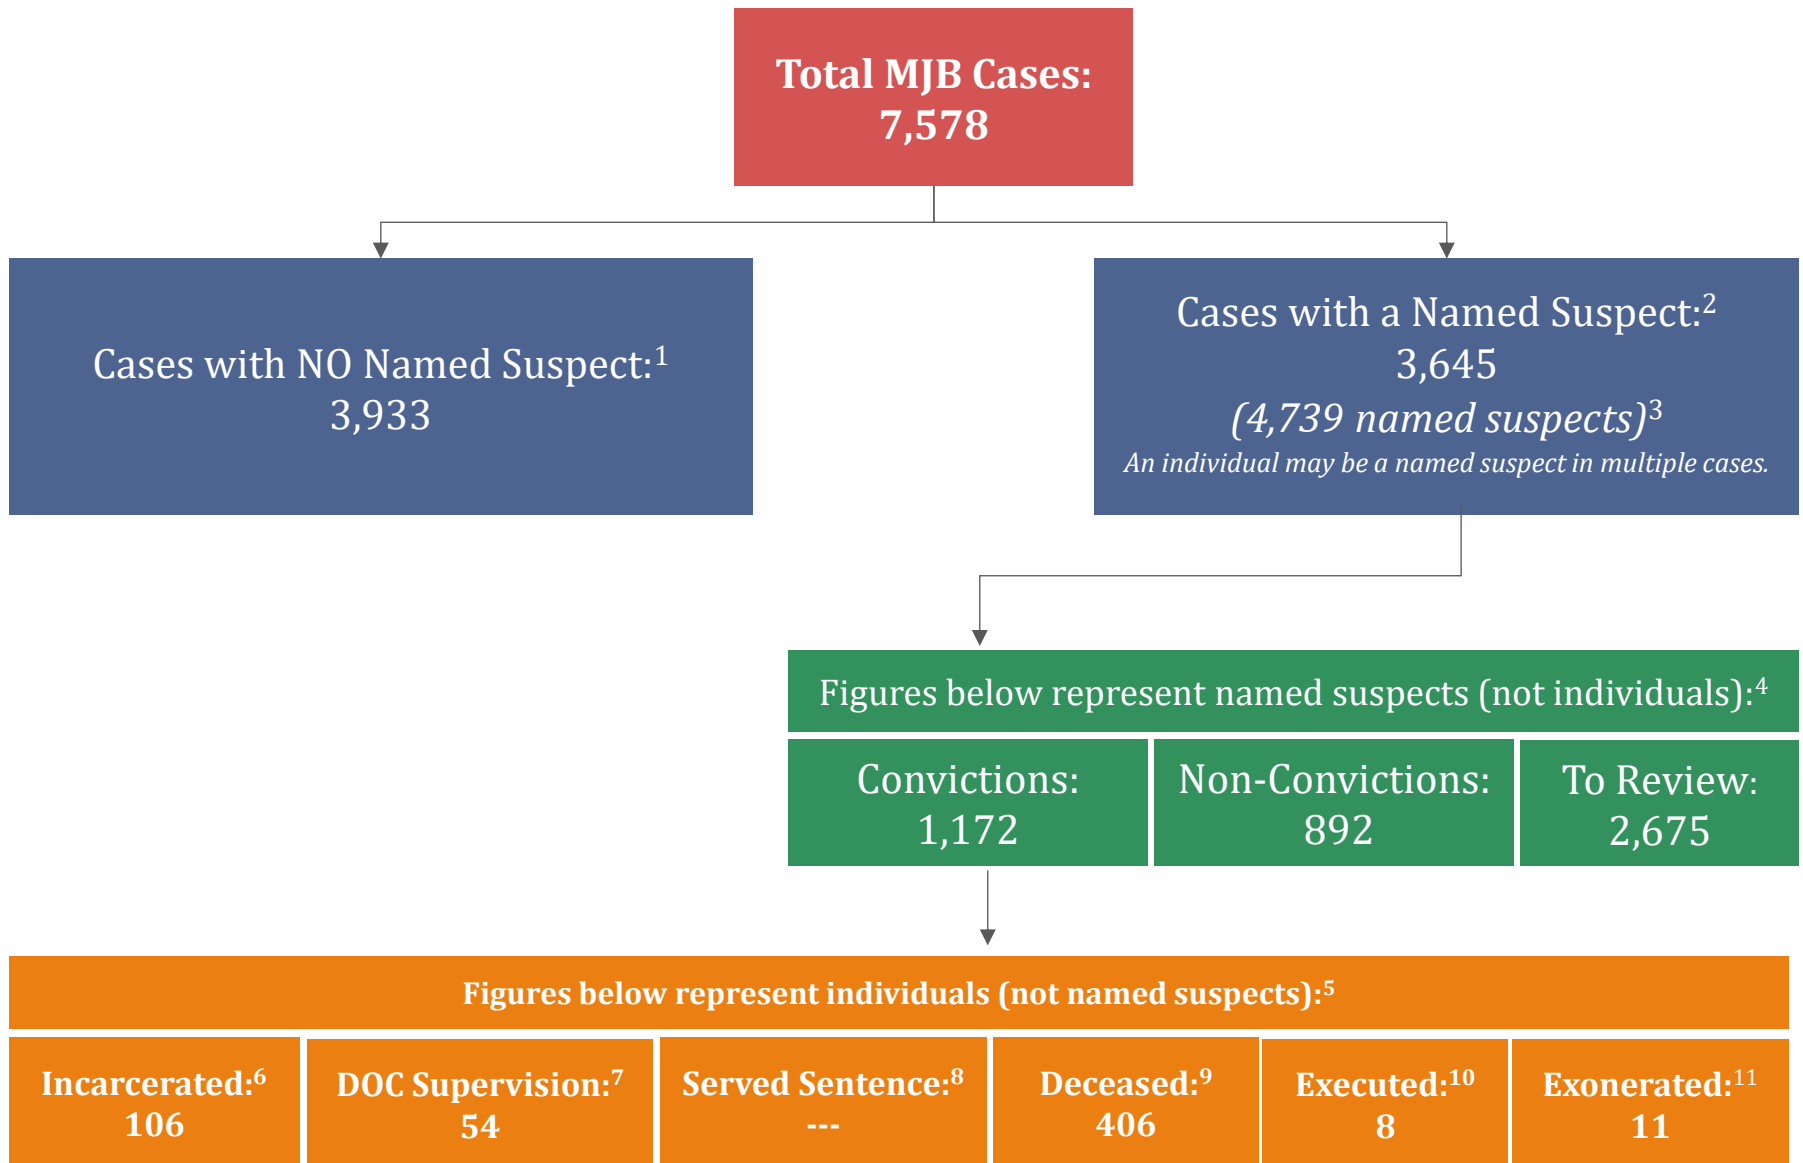 Total MJB Cases:
7,578
Cases with NO Named Suspect:1
3,933
Cases with a Named Suspect:2
3,645
(4,739 named suspects)3
An individual may be a named suspect in multiple cases.
Figures below represent named suspects (not individuals):4
Convictions:
1,172
Non-Convictions:
892
To Review:
2,675
Figures below represent individuals (not named suspects):5
Incarcerated:6
106
DOC Supervision:7
54
Served Sentence:8
---
Deceased:9
406
Executed:10
8
Exonerated:11
11